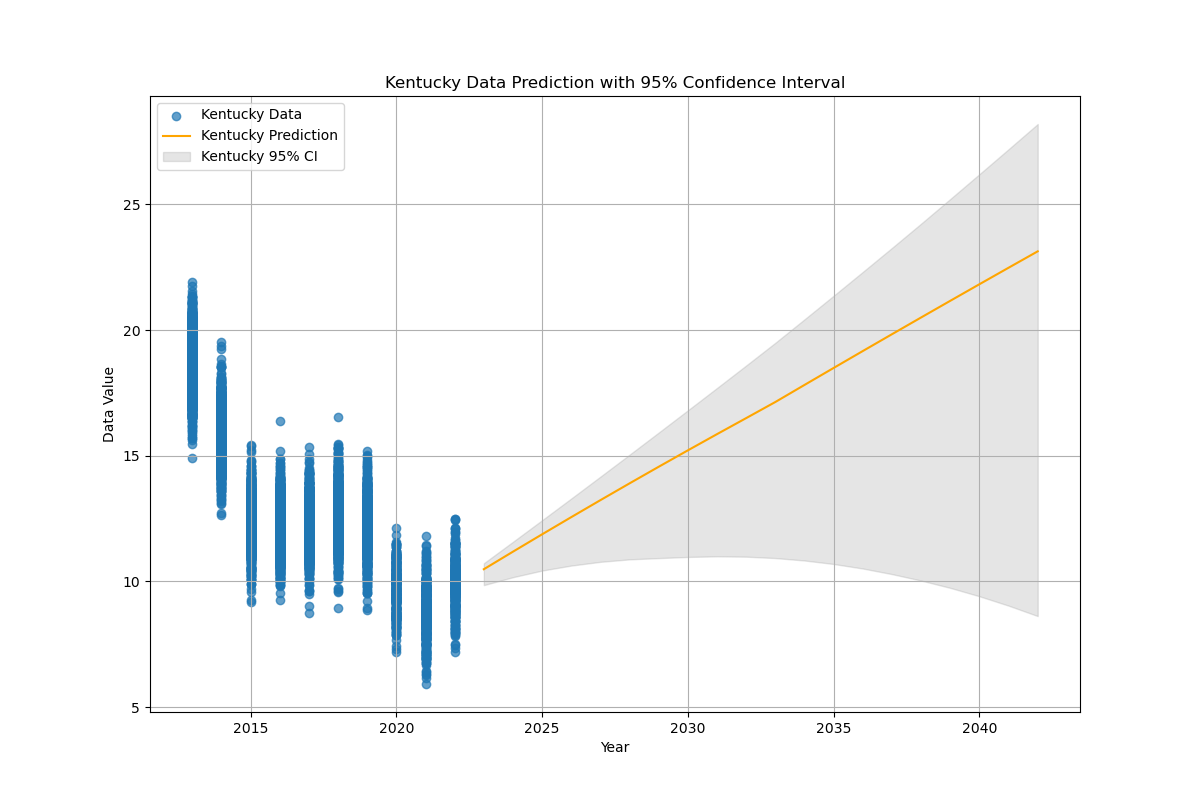 Kentucky Data Prediction with 95% Confidence Interval
Kentucky Data
Kentucky Prediction
Kentucky 95% CI
Data Value
25
20
15
10
5
2015 2020 2025 2030 2035 2040
Year